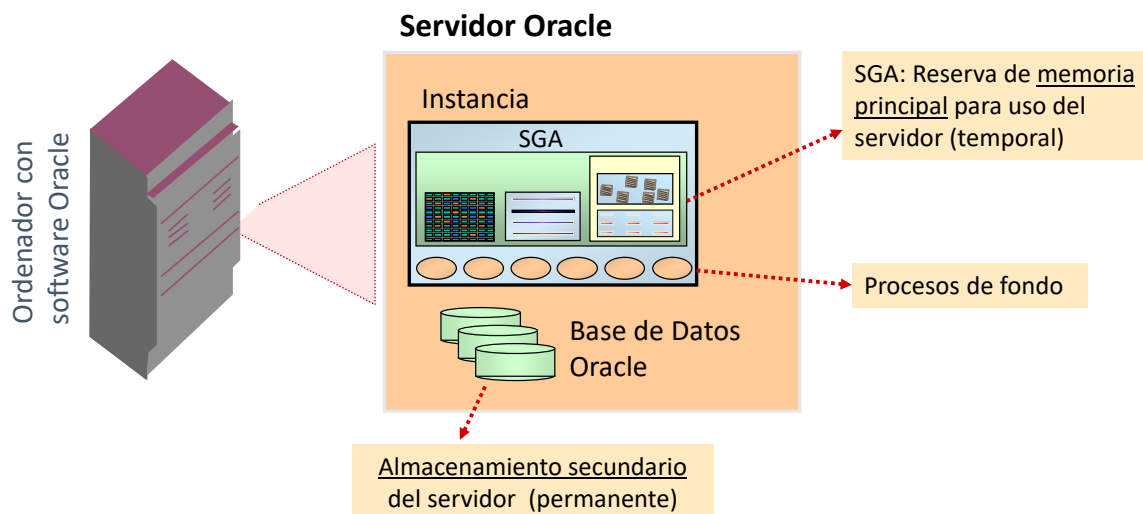 Servidor Oracle
Ordenador con
software Oracle
Instancia
SGA
SGA: Reserva de memoria
principal para uso del
servidor (temporal)
Procesos de fondo
Base de Datos
Oracle
Almacenamiento secundario
del servidor (permanente)